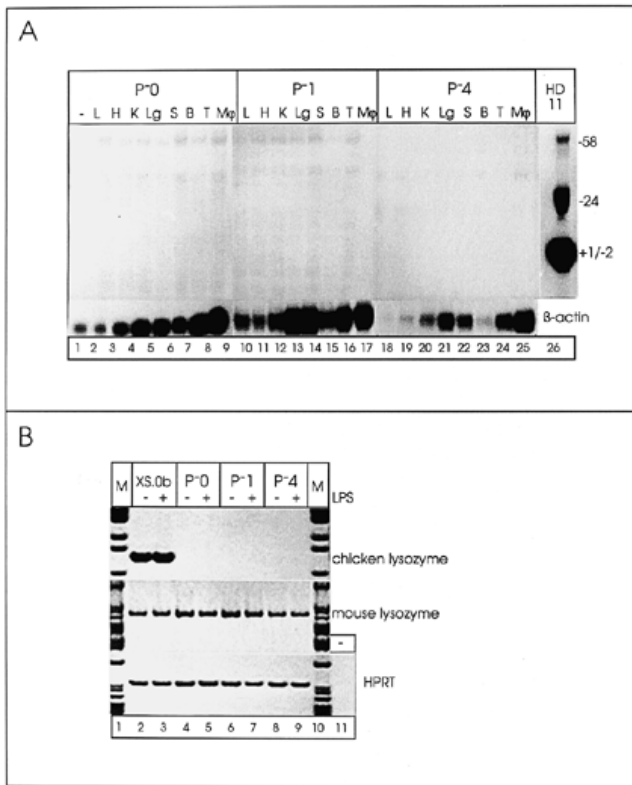 A
P⁻0 P⁻1 P⁻4 HD 11
- L H K Lg S B T Mφ L H K Lg S B T Mφ L H K Lg S B T Mφ
-58
-24
+1/-2
ß-actin
1 2 3 4 5 6 7 8 9 10 11 12 13 14 15 16 17 18 19 20 21 22 23 24 25 26
B
M XS.0b P⁻0 P⁻1 P⁻4 M
- + - + - + - + LPS
chicken lysozyme
mouse lysozyme
-
HPRT
1 2 3 4 5 6 7 8 9 10 11